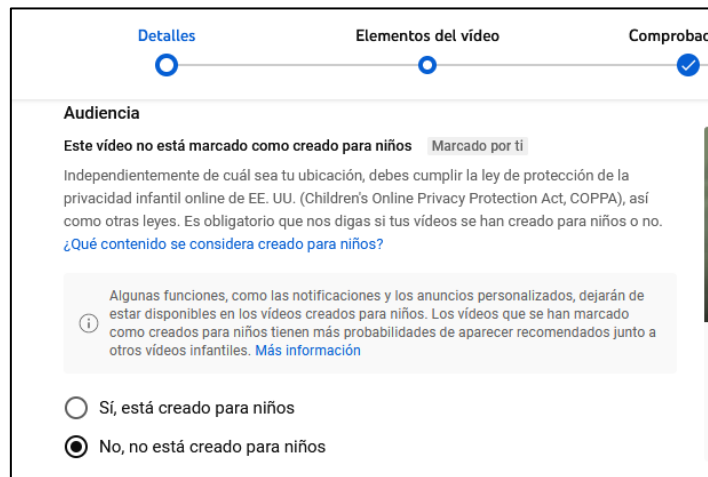 Detalles
Elementos del vídeo
Comprobac
Audiencia
Este vídeo no está marcado como creado para niños Marcado por ti
Independientemente de cuál sea tu ubicación, debes cumplir la ley de protección de la
privacidad infantil online de EE. UU. (Children's Online Privacy Protection Act, COPPA), así
como otras leyes. Es obligatorio que nos digas si tus vídeos se han creado para niños o no.
¿Qué contenido se considera creado para niños?
Algunas funciones, como las notificaciones y los anuncios personalizados, dejarán de
estar disponibles en los vídeos creados para niños. Los vídeos que se han marcado
como creados para niños tienen más probabilidades de aparecer recomendados junto a
otros vídeos infantiles. Más información
Sí, está creado para niños
No, no está creado para niños